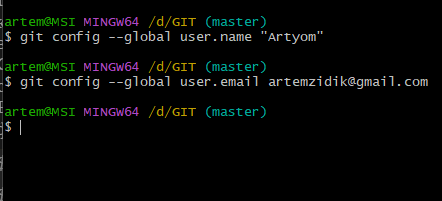 artem@MSI MINGW64 /d/GIT (master)
$ git config --global user.name "Artyom"
artem@MSI MINGW64 /d/GIT (master)
$ git config --global user.email artemzidik@gmail.com
artem@MSI MINGW64 /d/GIT (master)
$